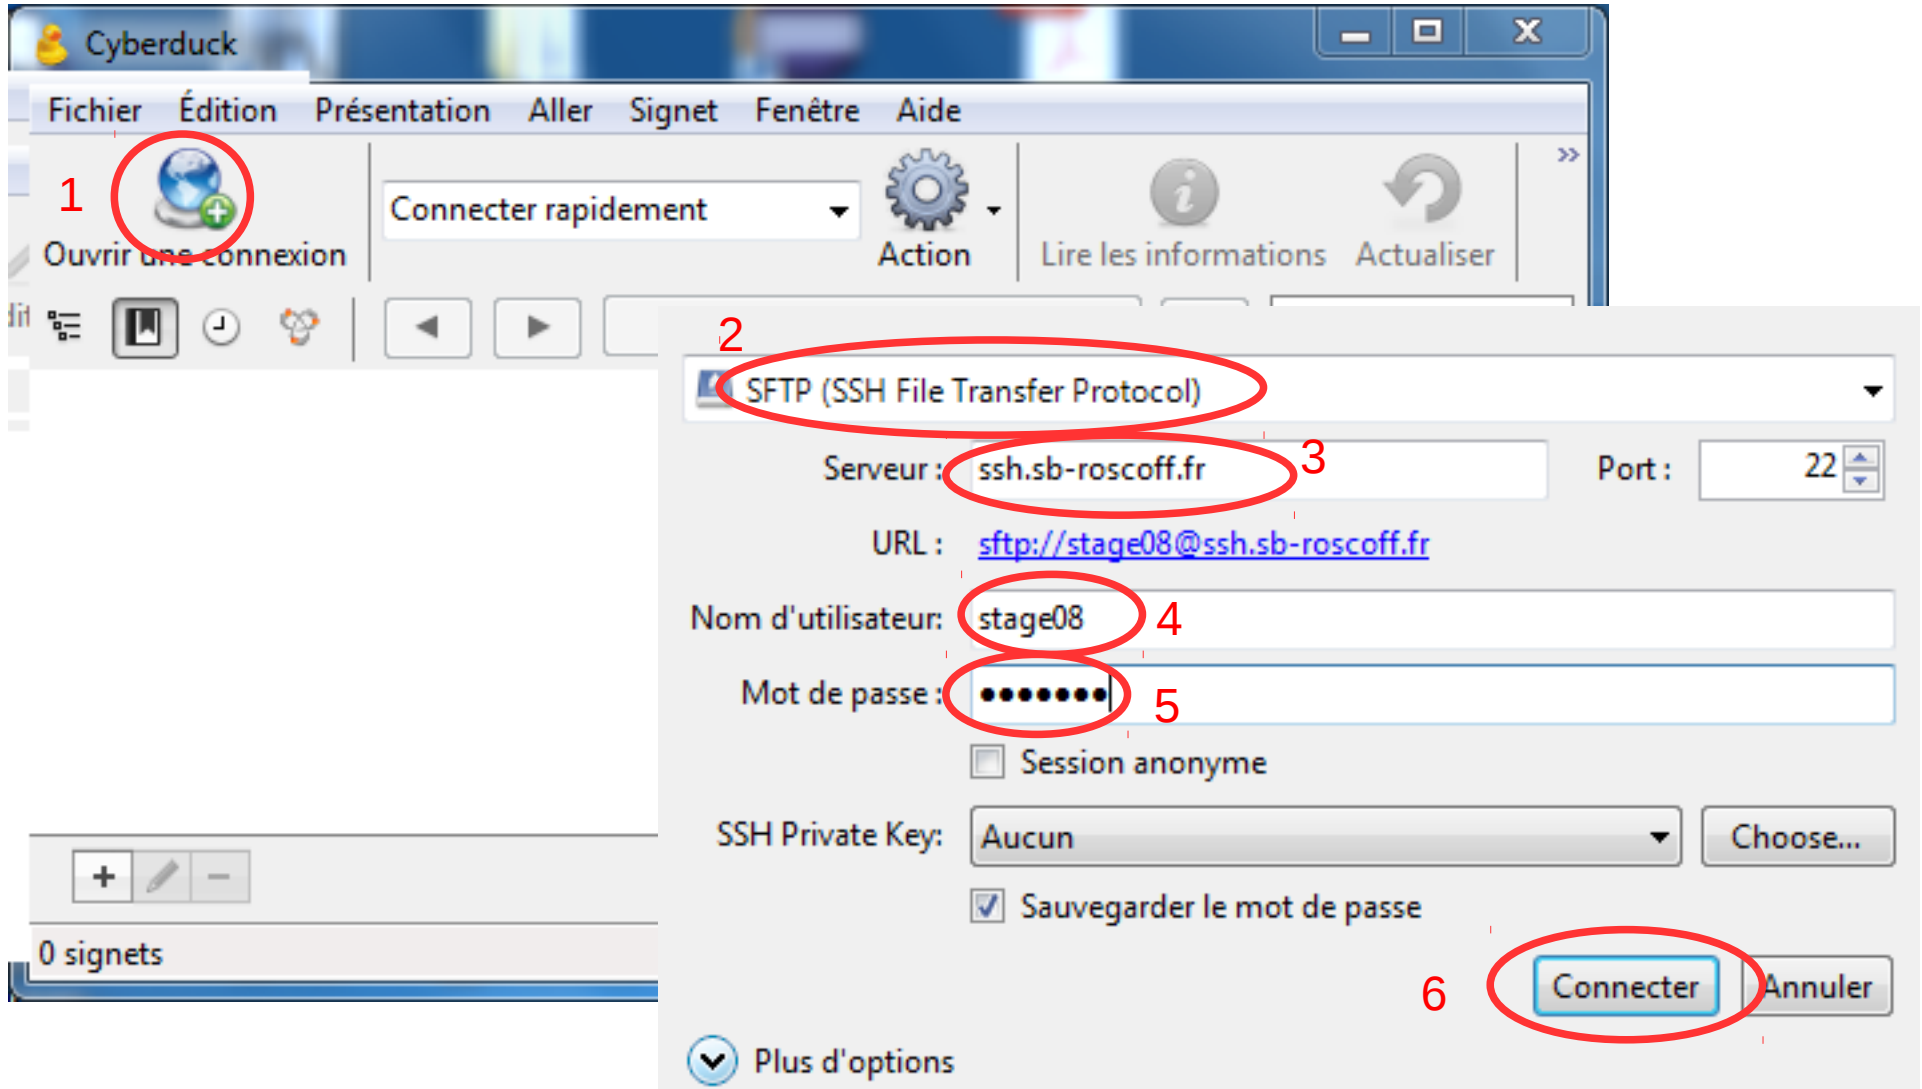 Cyberduck
Fichier Édition Présentation Aller Signet Fenêtre Aide
1
Ouvrir une connexion
Connecter rapidement
Action
Lire les informations
Actualiser
»
dit
2
SFTP (SSH File Transfer Protocol)
Serveur : ssh.sb-roscoff.fr 3 Port : 22
URL : sftp://stage08@ssh.sb-roscoff.fr
Nom d'utilisateur: stage08 4
Mot de passe : ●●●●●●● 5
Session anonyme
SSH Private Key: Aucun Choose...
Sauvegarder le mot de passe
0 signets
6 Connecter Annuler
Plus d'options